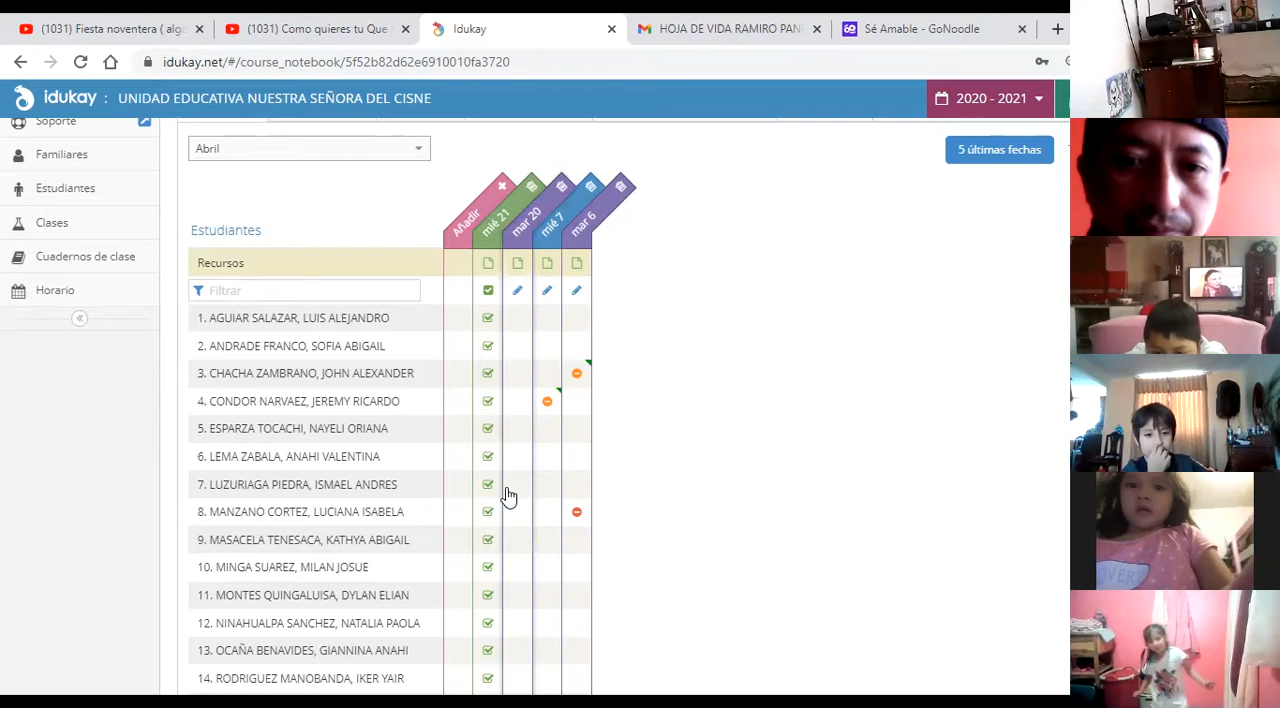 (1031) Fiesta noventera ( algo
(1031) Como quieres tu Que
Idukay
HOJA DE VIDA RAMIRO PAN
Sé Amable - GoNoodle
idukay.net/#/course_notebook/5f52c82d62e6910010fa3720
idukay : UNIDAD EDUCATIVA NUESTRA SEÑORA DEL CISNE
2020 - 2021
Soporte
Familiares
Estudiantes
Clases
Cuadernos de clase
Horario
Abril
5 últimas fechas
Añadir
mié 21
mar 20
mié 7
mar 6
Estudiantes
Recursos
Filtrar
1. AGUIAR SALAZAR, LUIS ALEJANDRO
2. ANDRADE FRANCO, SOFIA ABIGAIL
3. CHACHA ZAMBRANO, JOHN ALEXANDER
4. CONDOR NARVAEZ, JEREMY RICARDO
5. ESPARZA TOCACHI, NAYELI ORIANA
6. LEMA ZABALA, ANAHI VALENTINA
7. LUZURIAGA PIEDRA, ISMAEL ANDRES
8. MANZANO CORTEZ, LUCIANA ISABELA
9. MASACELA TENESACA, KATHYA ABIGAIL
10. MINGA SUAREZ, MILAN JOSUE
11. MONTES QUINGALUISA, DYLAN ELIAN
12. NINAHUALPA SANCHEZ, NATALIA PAOLA
13. OCAÑA BENAVIDES, GIANNINA ANAHI
14. RODRIGUEZ MANOBANDA, IKER YAIR